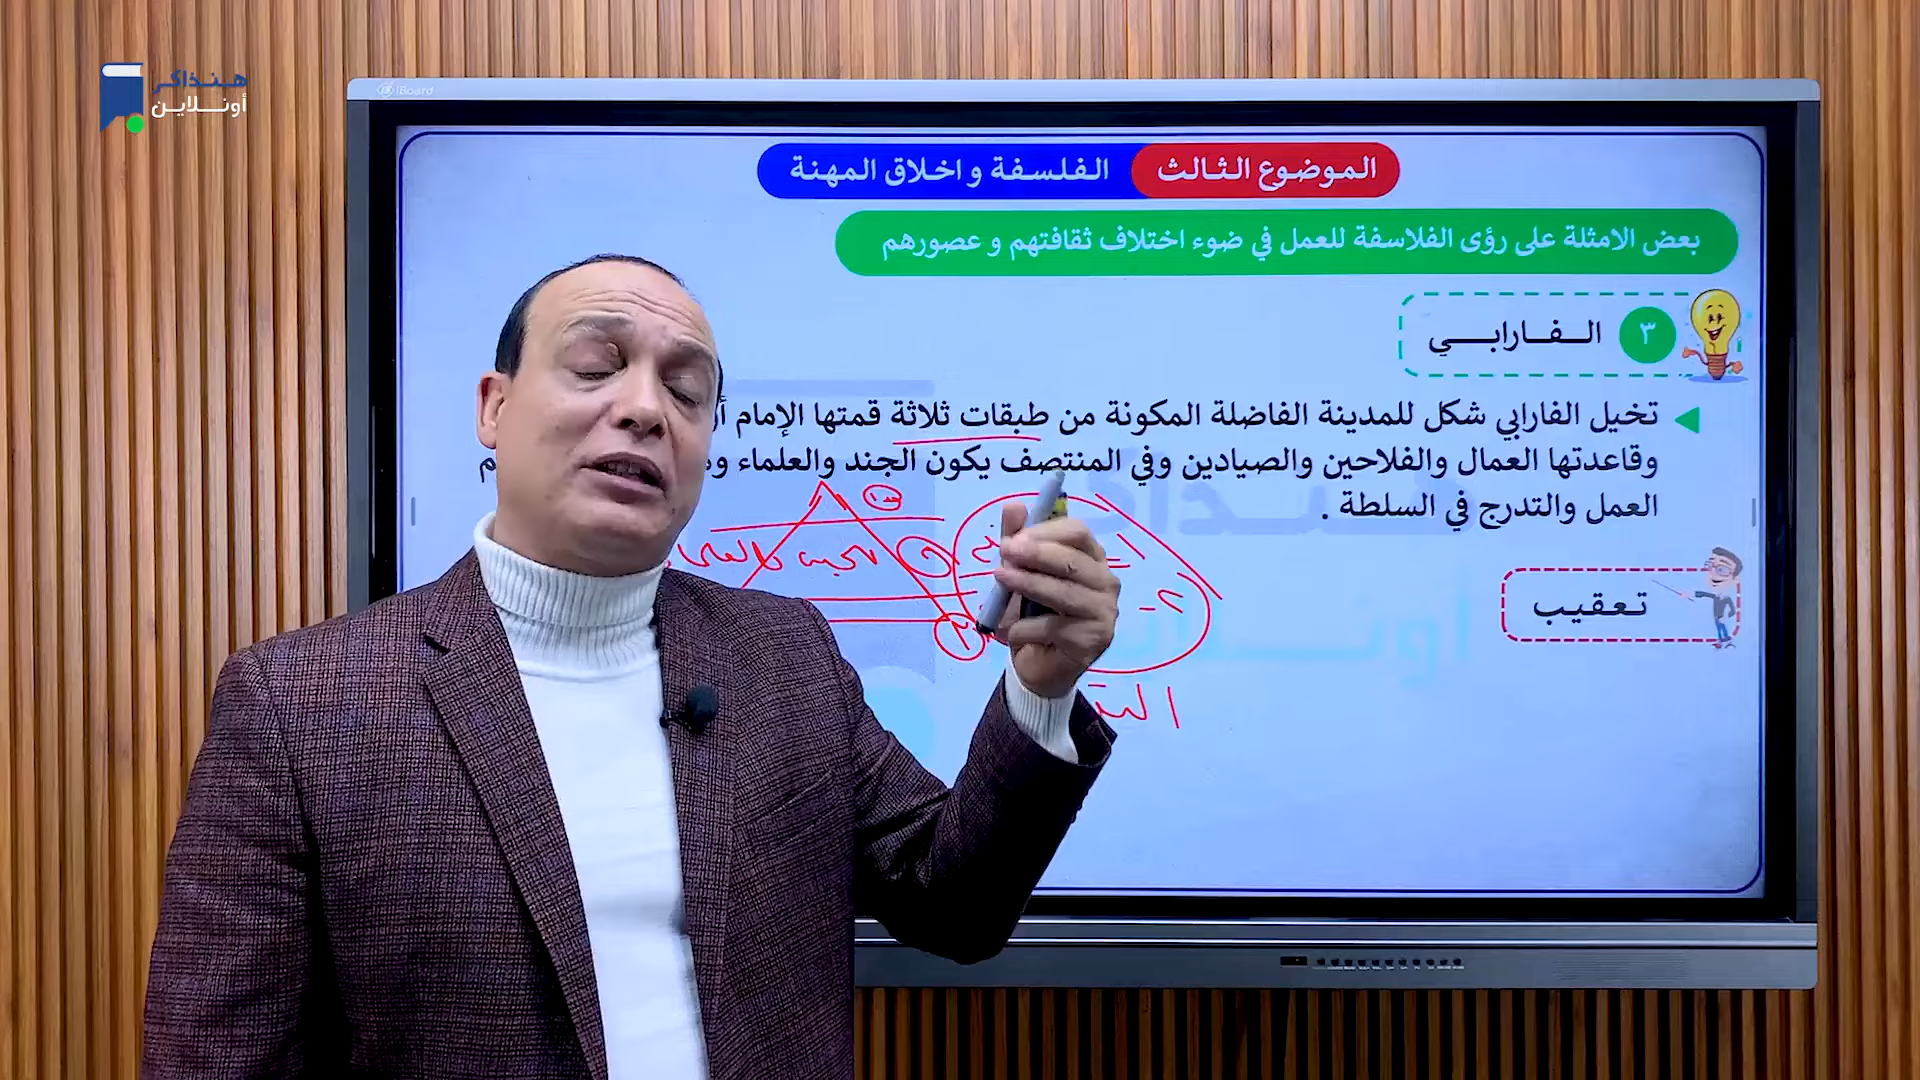 هنذاكر
أونلاين
IBoard
الموضوع الثالث الفلسفة و اخلاق المهنة
بعض الامثلة على رؤى الفلاسفة للعمل في ضوء اختلاف ثقافتهم و عصورهم
٣ الفارابي
تخيل الفارابي شكل للمدينة الفاضلة المكونة من طبقات ثلاثة قمتها الإمام
وقاعدتها العمال والفلاحين والصيادين وفي المنتصف يكون الجند والعلماء
العمل والتدرج في السلطة .
تعقيب